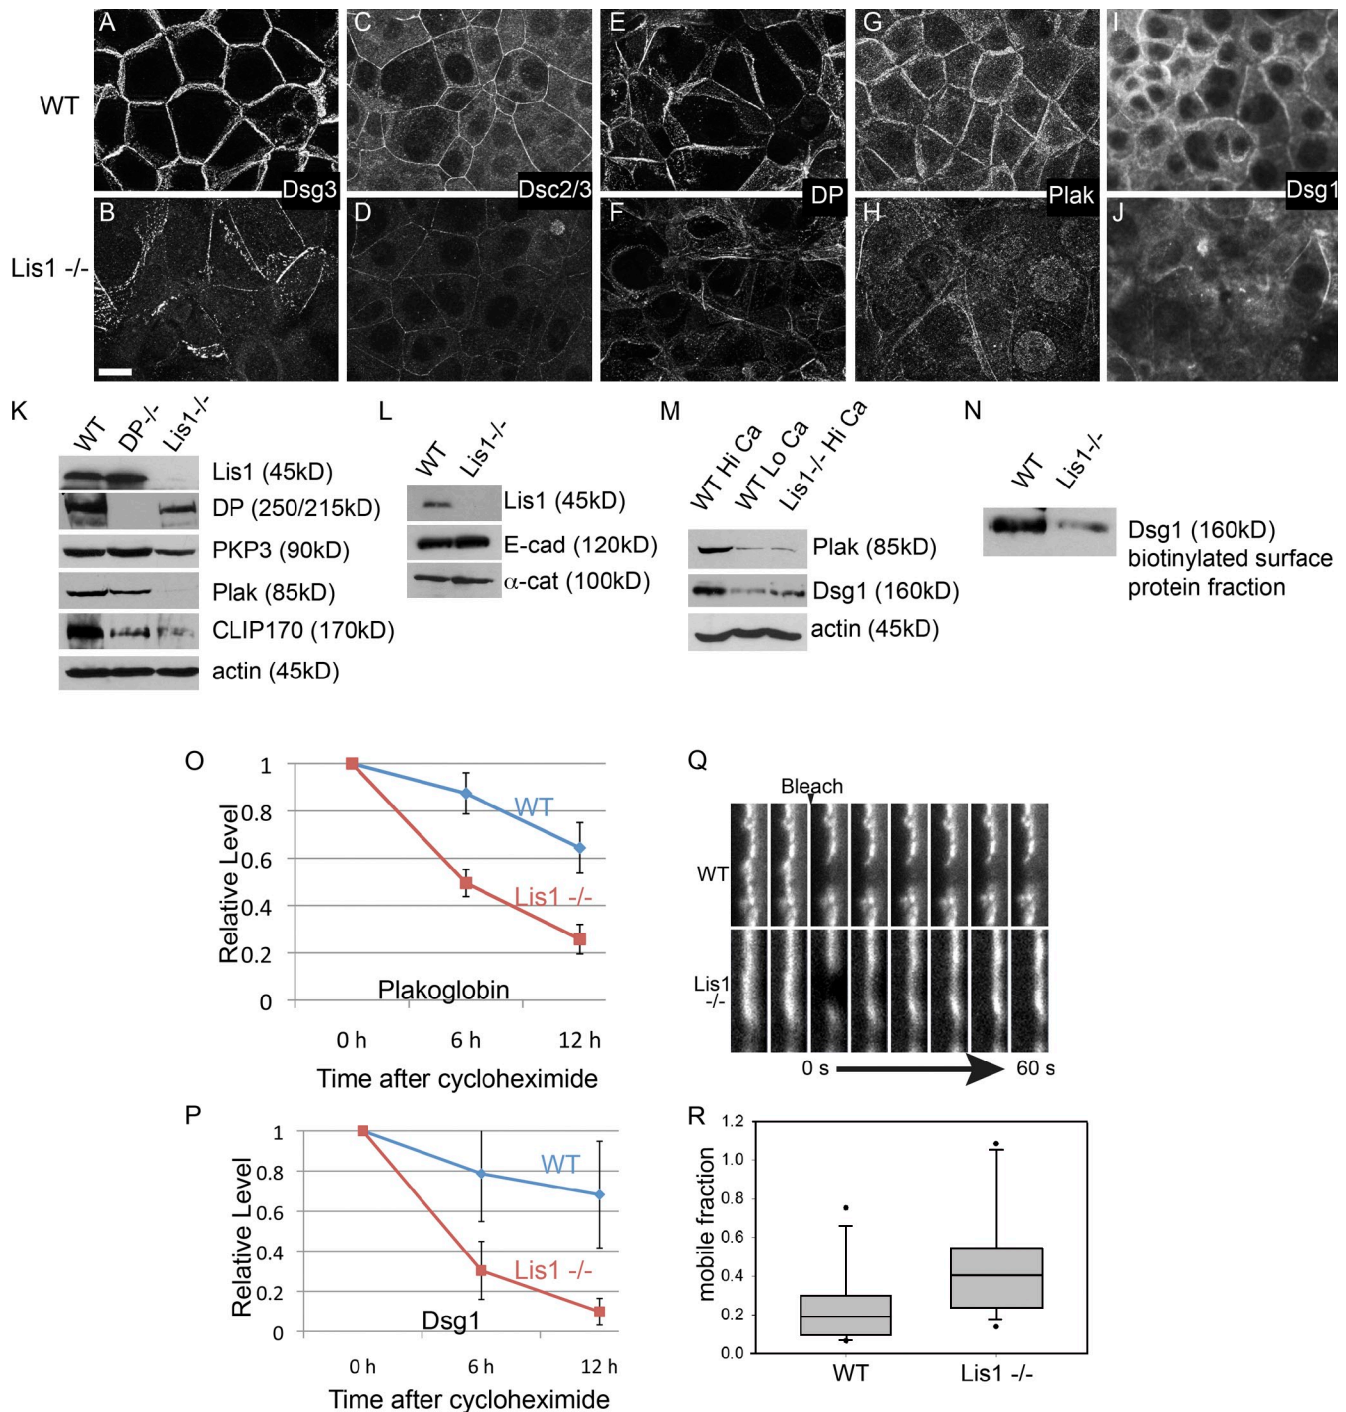 A
C
E
G
I
WT
Dsg3
Dsc2/3
DP
Plak
Dsg1
B
D
F
H
J
Lis1 -/-
K
WT
DP-/-
Lis1-/-
Lis1 (45kD)
DP (250/215kD)
PKP3 (90kD)
Plak (85kD)
CLIP170 (170kD)
actin (45kD)
L
WT
Lis1-/-
Lis1 (45kD)
E-cad (120kD)
α-cat (100kD)
M
WT Hi Ca
WT Lo Ca
Lis1-/- Hi Ca
Plak (85kD)
Dsg1 (160kD)
actin (45kD)
N
WT
Lis1-/-
Dsg1 (160kD)
biotinylated surface
protein fraction
O
Relative Level
1
0.8
0.6
0.4
0.2
0
WT
Lis1 -/-
Plakoglobin
0 h
6 h
12 h
Time after cycloheximide
P
Relative Level
1
0.8
0.6
0.4
0.2
0
WT
Lis1 -/-
Dsg1
0 h
6 h
12 h
Time after cycloheximide
Q
Bleach
WT
Lis1
-/-
0 s
60 s
R
mobile fraction
1.2
1.0
0.8
0.6
0.4
0.2
0.0
WT
Lis1 -/-